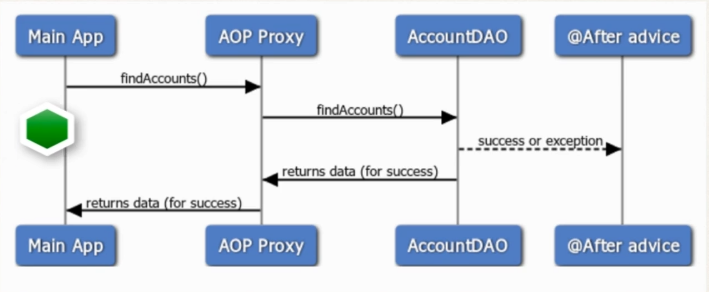 Main App
AOP Proxy
AccountDAO
@After advice
findAccounts()
findAccounts()
success or exception
returns data (for success)
returns data (for success)
Main App
AOP Proxy
AccountDAO
@After advice